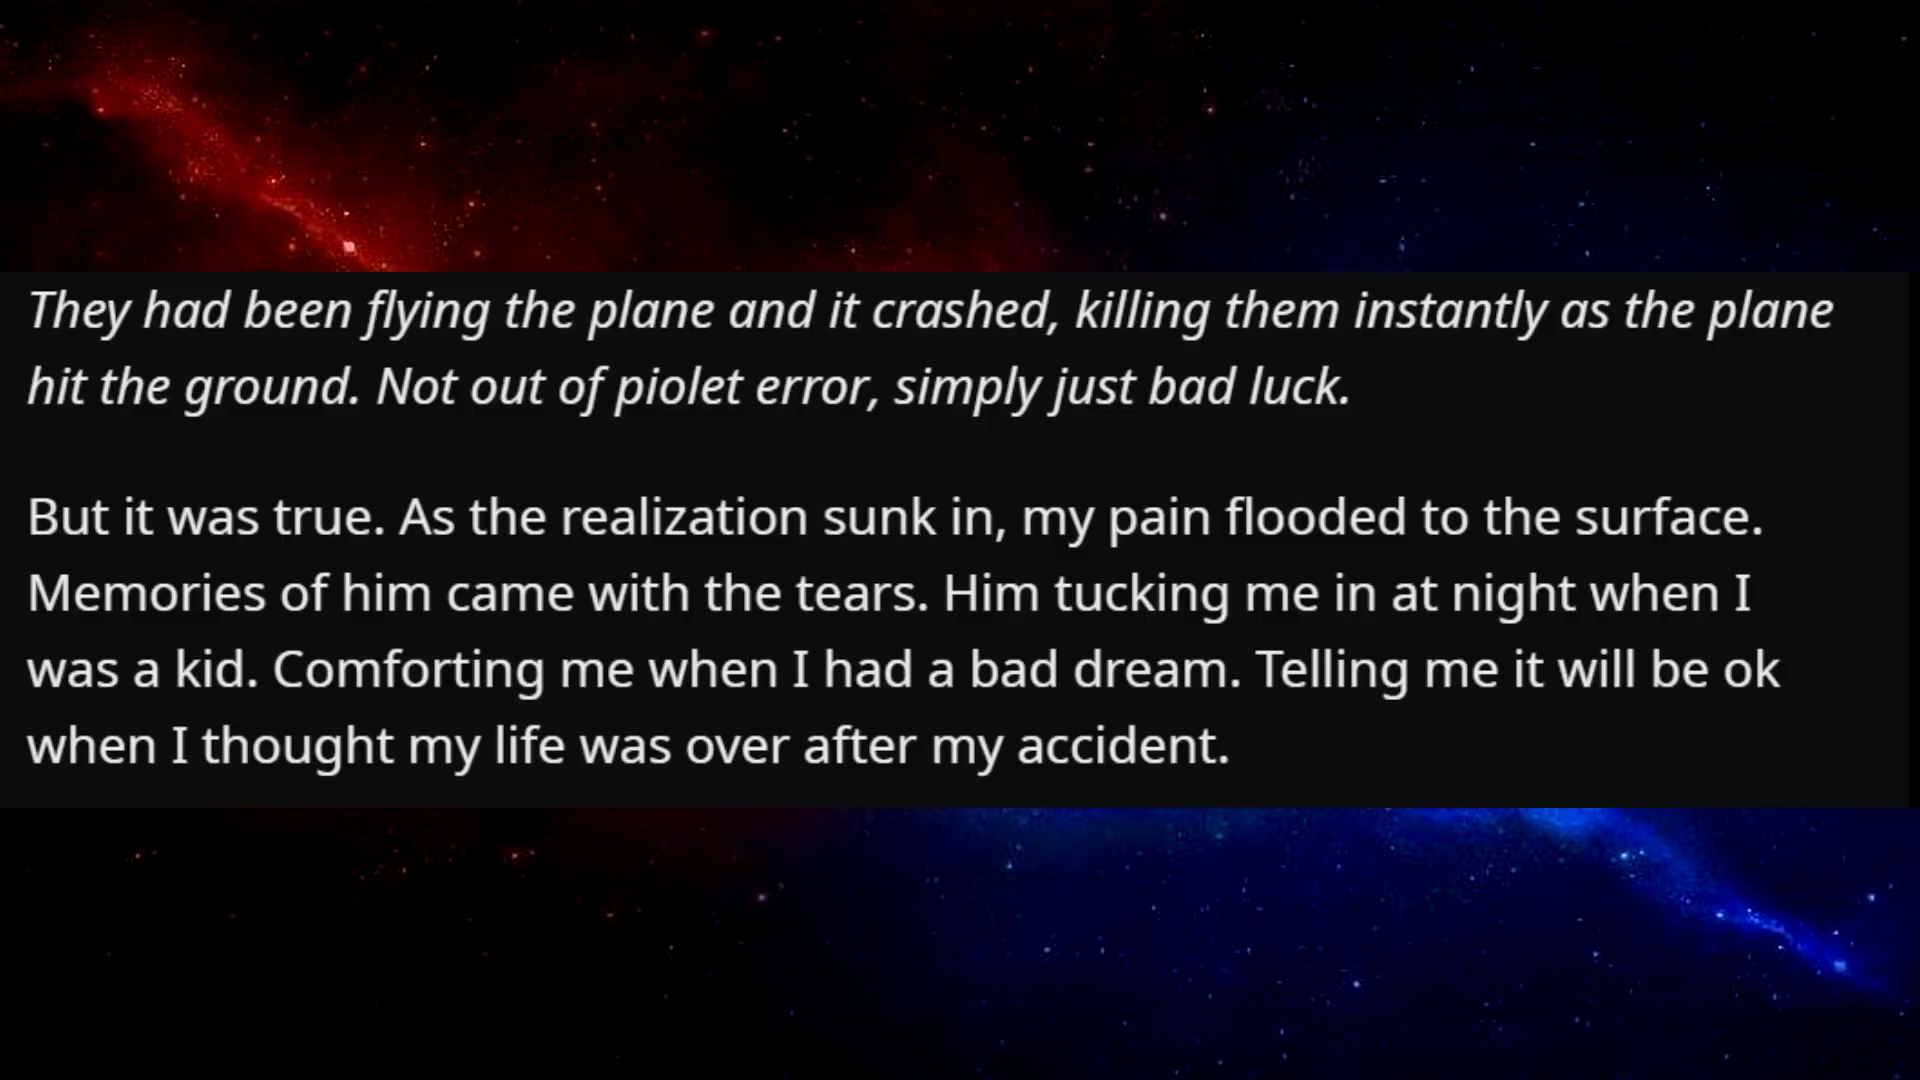 They had been flying the plane and it crashed, killing them instantly as the plane
hit the ground. Not out of piolet error, simply just bad luck.
But it was true. As the realization sunk in, my pain flooded to the surface.
Memories of him came with the tears. Him tucking me in at night when I
was a kid. Comforting me when I had a bad dream. Telling me it will be ok
when I thought my life was over after my accident.